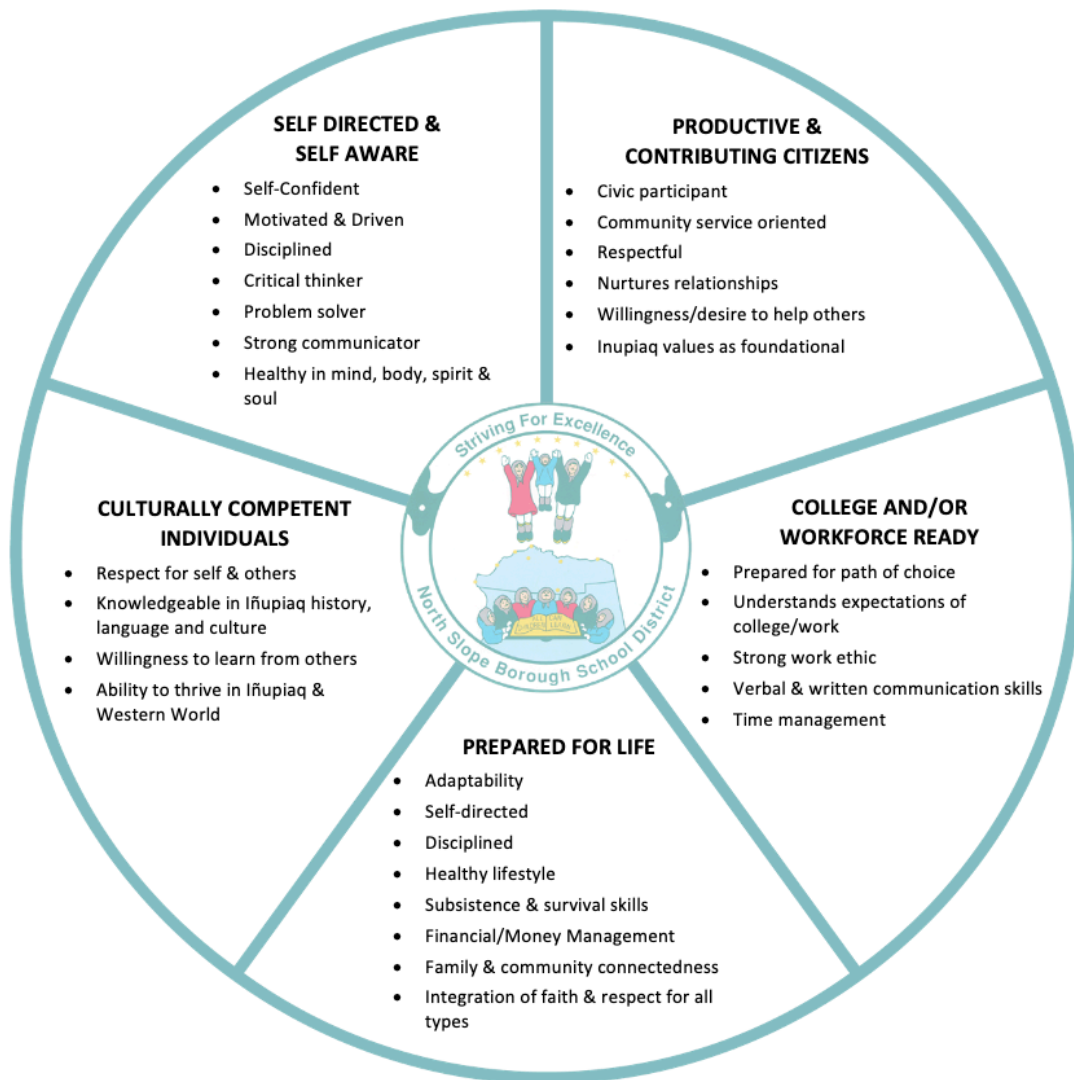 SELF DIRECTED &
SELF AWARE
• Self-Confident
• Motivated & Driven
• Disciplined
• Critical thinker
• Problem solver
• Strong communicator
• Healthy in mind, body, spirit &
soul
PRODUCTIVE &
CONTRIBUTING CITIZENS
• Civic participant
• Community service oriented
• Respectful
• Nurtures relationships
• Willingness/desire to help others
• Inupiaq values as foundational
CULTURALLY COMPETENT
INDIVIDUALS
• Respect for self & others
• Knowledgeable in Iñupiaq history,
language and culture
• Willingness to learn from others
• Ability to thrive in Iñupiaq &
Western World
Striving For Excellence
North Slope Borough School District
ALL CAN
LEARN
COLLEGE AND/OR
WORKFORCE READY
• Prepared for path of choice
• Understands expectations of
college/work
• Strong work ethic
• Verbal & written communication skills
• Time management
PREPARED FOR LIFE
• Adaptability
• Self-directed
• Disciplined
• Healthy lifestyle
• Subsistence & survival skills
• Financial/Money Management
• Family & community connectedness
• Integration of faith & respect for all
types